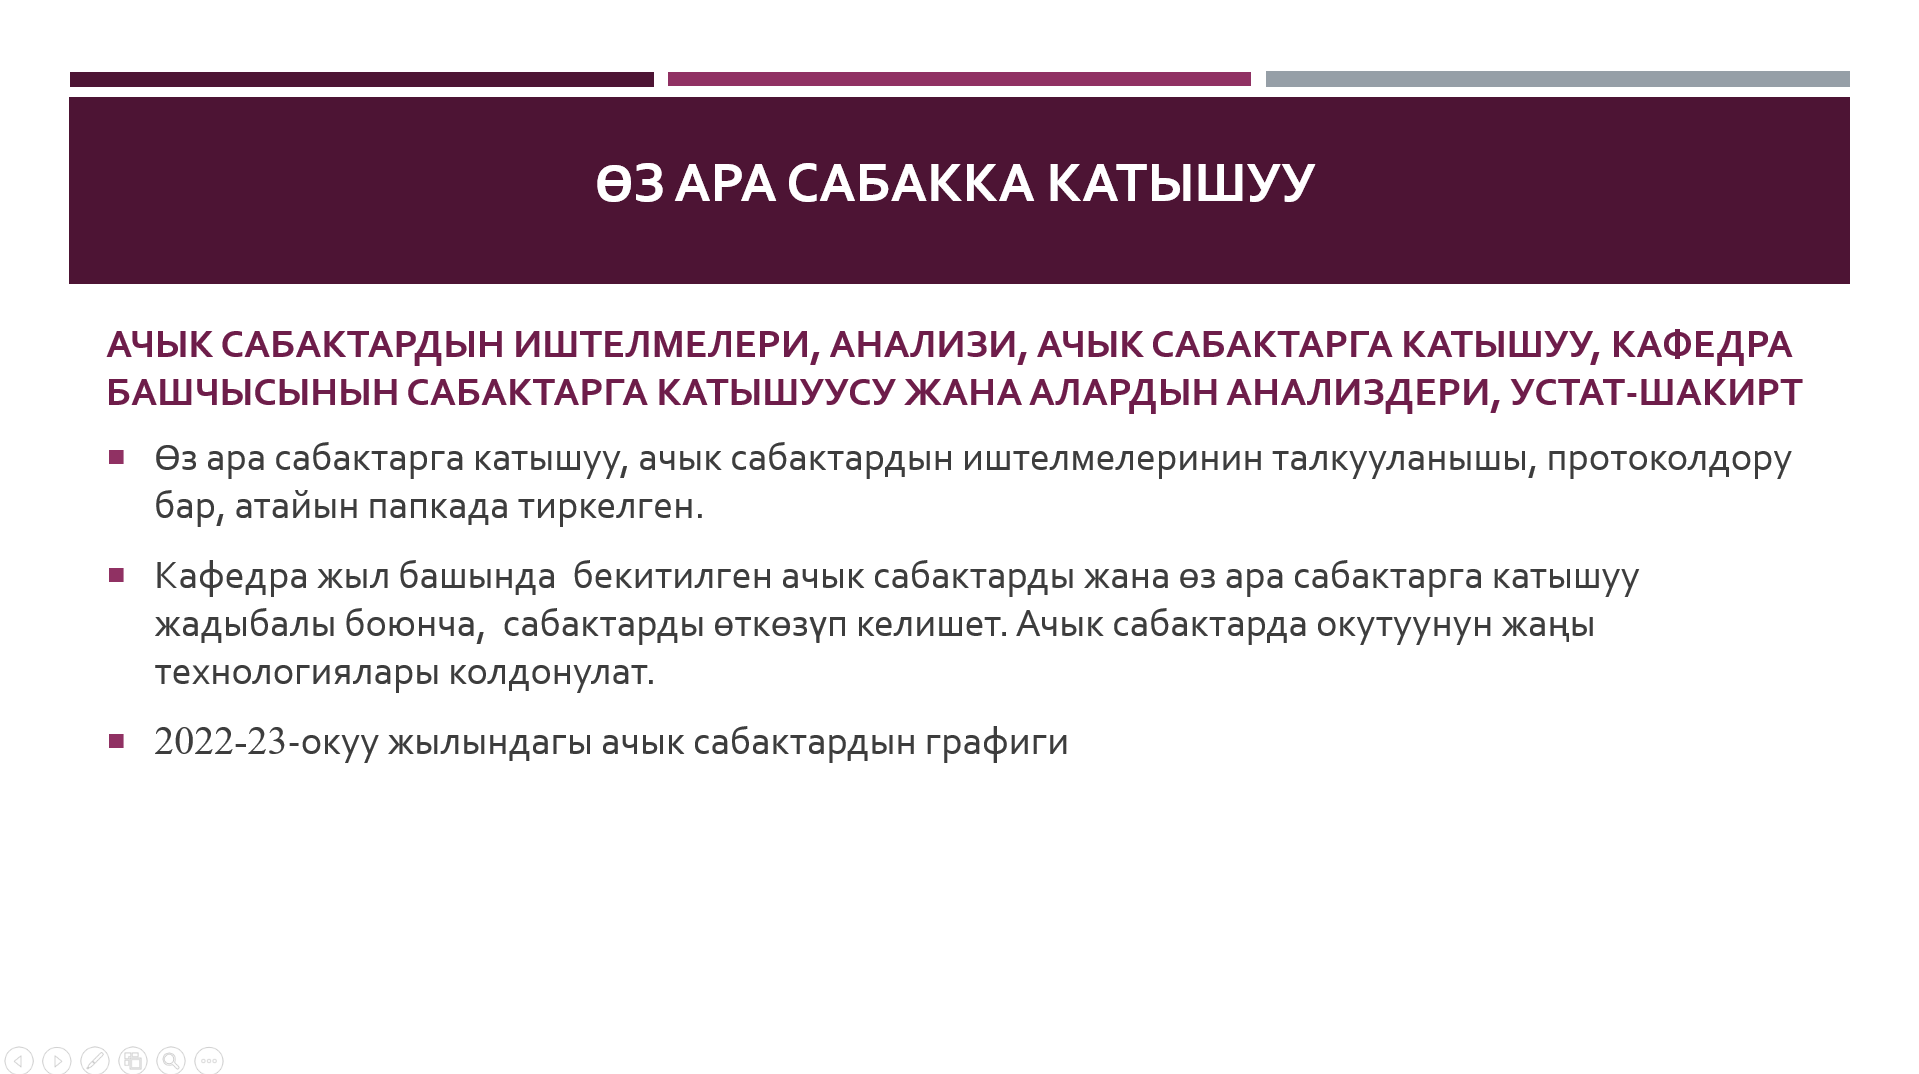 ӨЗ АРА САБАККА КАТЫШУУ
АЧЫК САБАКТАРДЫН ИШТЕЛМЕЛЕРИ, АНАЛИЗИ, АЧЫК САБАКТАРГА КАТЫШУУ, КАФЕДРА
БАШЧЫСЫНЫН САБАКТАРГА КАТЫШУУСУ ЖАНА АЛАРДЫН АНАЛИЗДЕРИ, УСТАТ-ШАКИРТ
Өз ара сабактарга катышуу, ачык сабактардын иштелмелеринин талкууланышы, протоколдору
бар, атайын папкада тиркелген.
Кафедра жыл башында бекитилген ачык сабактарды жана өз ара сабактарга катышуу
жадыбалы боюнча, сабактарды өткөзүп келишет. Ачык сабактарда окутуунун жаңы
технологиялары колдонулат.
2022-23-окуу жылындагы ачык сабактардын графиги